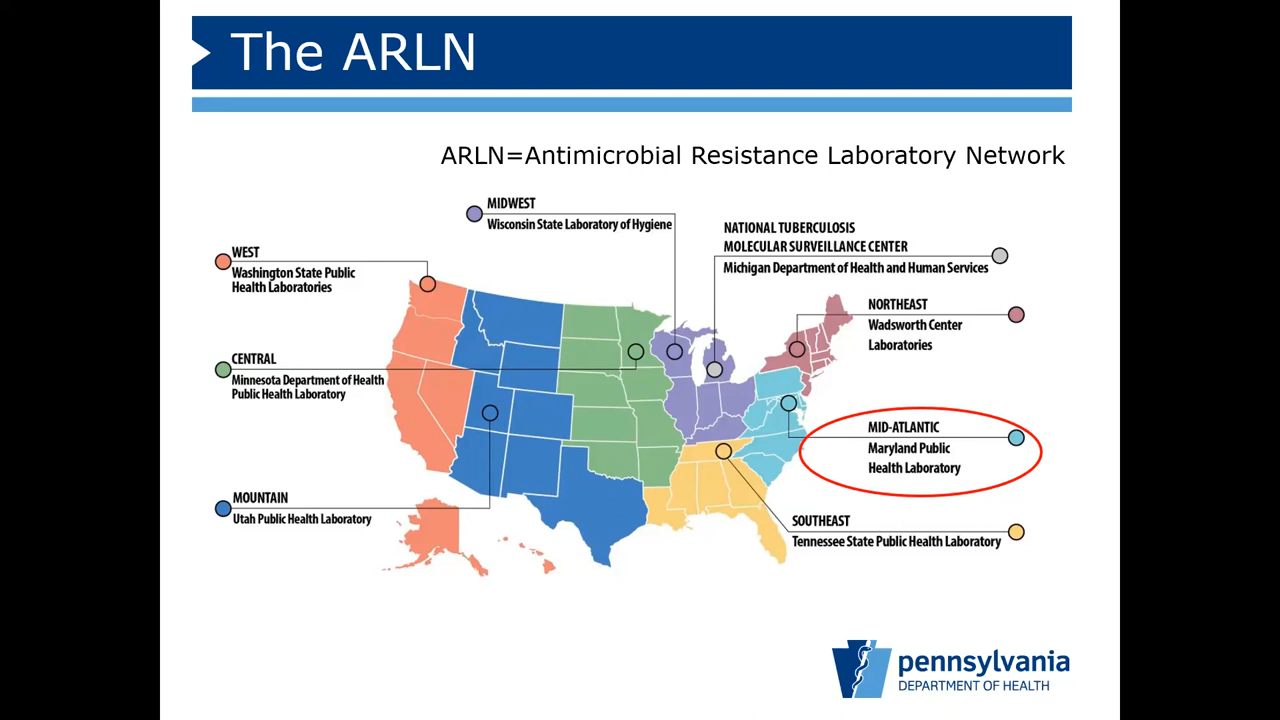 The ARLN
ARLN=Antimicrobial Resistance Laboratory Network
MIDWEST
Wisconsin State Laboratory of Hygiene
NATIONAL TUBERCULOSIS
MOLECULAR SURVEILLANCE CENTER
Michigan Department of Health and Human Services
WEST
Washington State Public
Health Laboratories
NORTHEAST
Wadsworth Center
Laboratories
CENTRAL
Minnesota Department of Health
Public Health Laboratory
MID-ATLANTIC
Maryland Public
Health Laboratory
MOUNTAIN
Utah Public Health Laboratory
SOUTHEAST
Tennessee State Public Health Laboratory
pennsylvania
DEPARTMENT OF HEALTH